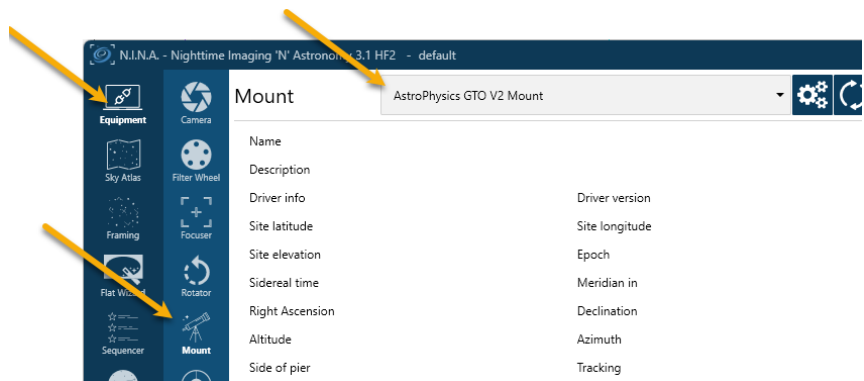 N.I.N.A. - Nighttime Imaging 'N' Astronomy 3.1 HF2 - default
Equipment
Camera
Mount
AstroPhysics GTO V2 Mount
Name
Description
Sky Atlas
Filter Wheel
Driver info
Driver version
Site latitude
Site longitude
Framing
Focuser
Site elevation
Epoch
Sidereal time
Meridian in
Flat Wizard
Rotator
Right Ascension
Declination
Altitude
Azimuth
Sequencer
Mount
Side of pier
Tracking